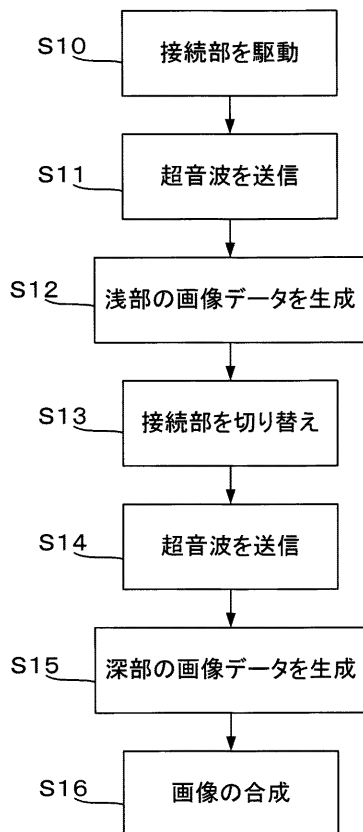 S10
接続部を駆動
S11
超音波を送信
S12
浅部の画像データを生成
S13
接続部を切り替え
S14
超音波を送信
S15
深部の画像データを生成
S16
画像の合成